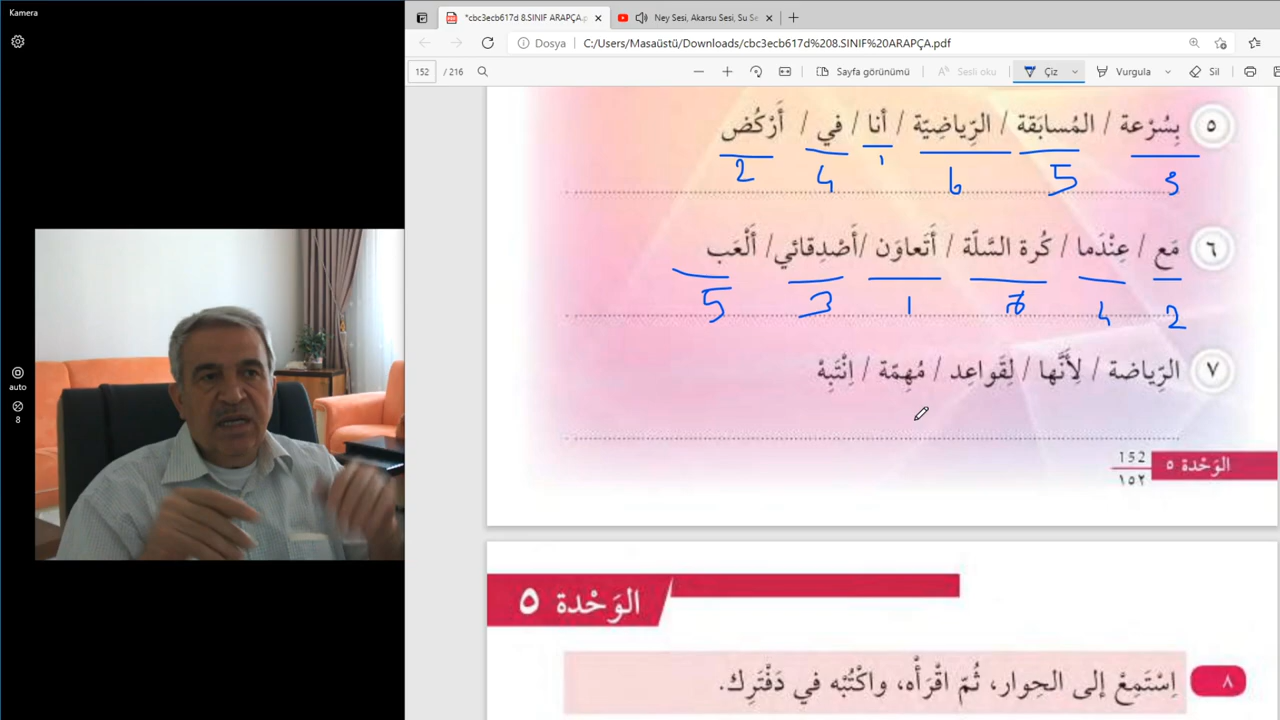 Kamera
*cbc3ecb617d 8.SINIF ARAPÇA.p
Ney Sesi, Akarsu Sesi, Su Se
Dosya
C:/Users/Masaüstü/Downloads/cbc3ecb617d%208.SINIF%20ARAPÇA.pdf
152 / 216
Sayfa görünümü
Sesli oku
Çiz
Vurgula
Sil
auto
8
٥ بِسُرْعة / المُسابَقة / الرِّياضِيّة / أنا / في / أَرْكُض
3 5 6 1 4 2
٦ مَع / عِنْدَما / كُرة السَّلّة / أَتَعاوَن /أَصْدِقائي/ أَلْعَب
2 4 6 1 3 5
٧ الرِّياضة / لِأَنَّها / لِقَواعِد / مُهِمّة / اِنْتَبِهْ
الوَحْدة ٥
152
١٥٢
الوَحْدة ٥
٨ اِسْتَمِعْ إلى الحِوار، ثُمّ اقْرَأْه، واكْتُبْه في دَفْتَرِك.